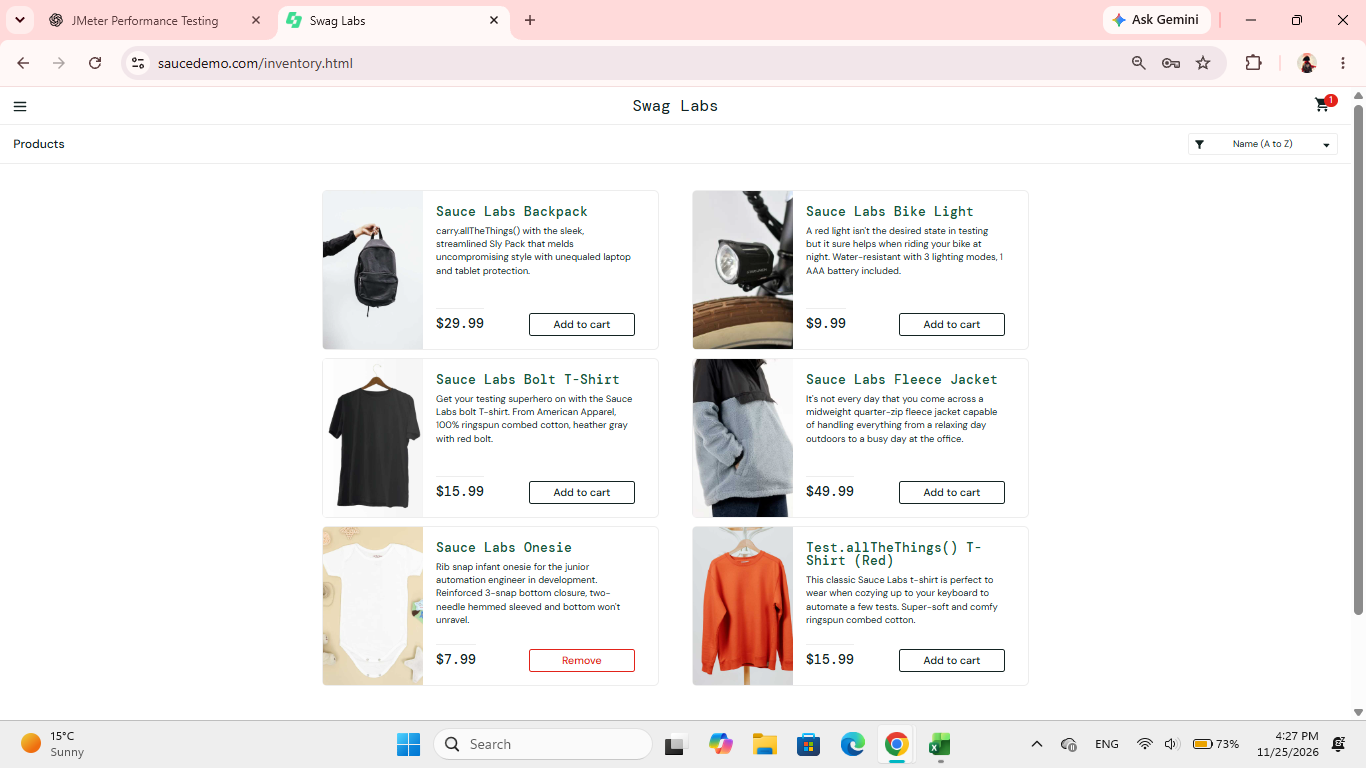 JMeter Performance Testing
Swag Labs
Ask Gemini
saucedemo.com/inventory.html
Swag Labs
1
Products
Name (A to Z)
Sauce Labs Backpack
carry.allTheThings() with the sleek,
streamlined Sly Pack that melds
uncompromising style with unequaled laptop
and tablet protection.
$29.99
Add to cart
Sauce Labs Bike Light
A red light isn't the desired state in testing
but it sure helps when riding your bike at
night. Water-resistant with 3 lighting modes, 1
AAA battery included.
$9.99
Add to cart
Sauce Labs Bolt T-Shirt
Get your testing superhero on with the Sauce
Labs bolt T-shirt. From American Apparel,
100% ringspun combed cotton, heather gray
with red bolt.
$15.99
Add to cart
Sauce Labs Fleece Jacket
It's not every day that you come across a
midweight quarter-zip fleece jacket capable
of handling everything from a relaxing day
outdoors to a busy day at the office.
$49.99
Add to cart
Sauce Labs Onesie
Rib snap infant onesie for the junior
automation engineer in development.
Reinforced 3-snap bottom closure, two-
needle hemmed sleeved and bottom won't
unravel.
$7.99
Remove
Test.allTheThings() T-
Shirt (Red)
This classic Sauce Labs t-shirt is perfect to
wear when cozying up to your keyboard to
automate a few tests. Super-soft and comfy
ringspun combed cotton.
$15.99
Add to cart
15°C
Sunny
Search
ENG
73%
4:27 PM
11/25/2026